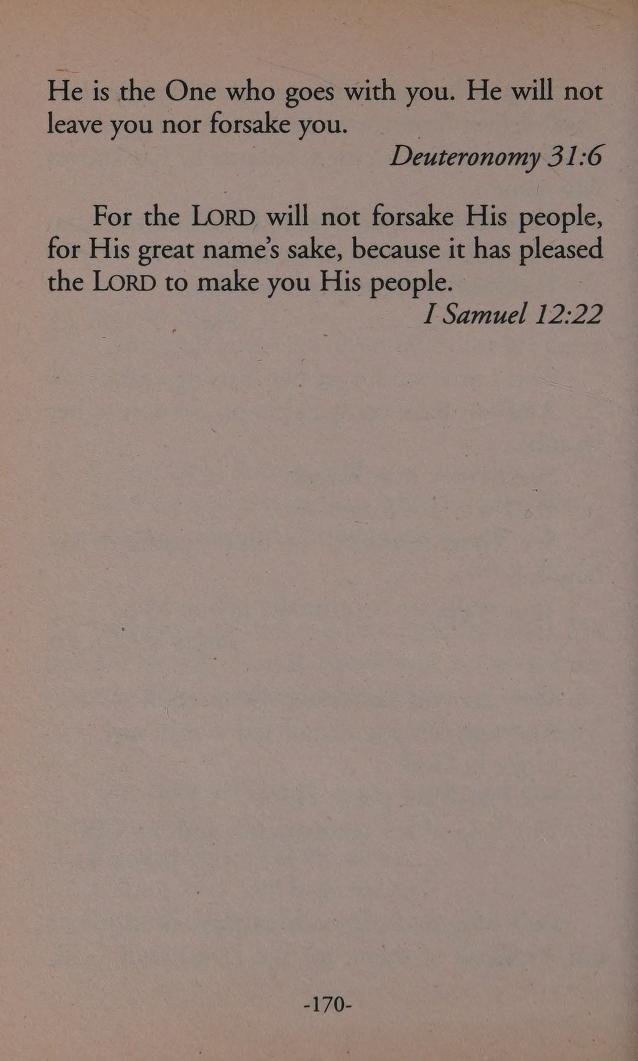 He is the One who goes with you. He will not
leave you nor forsake you.
Deuteronomy 31:6
For the LORD will not forsake His people,
for His great name's sake, because it has pleased
the LORD to make you His people.
I Samuel 12:22
-170-